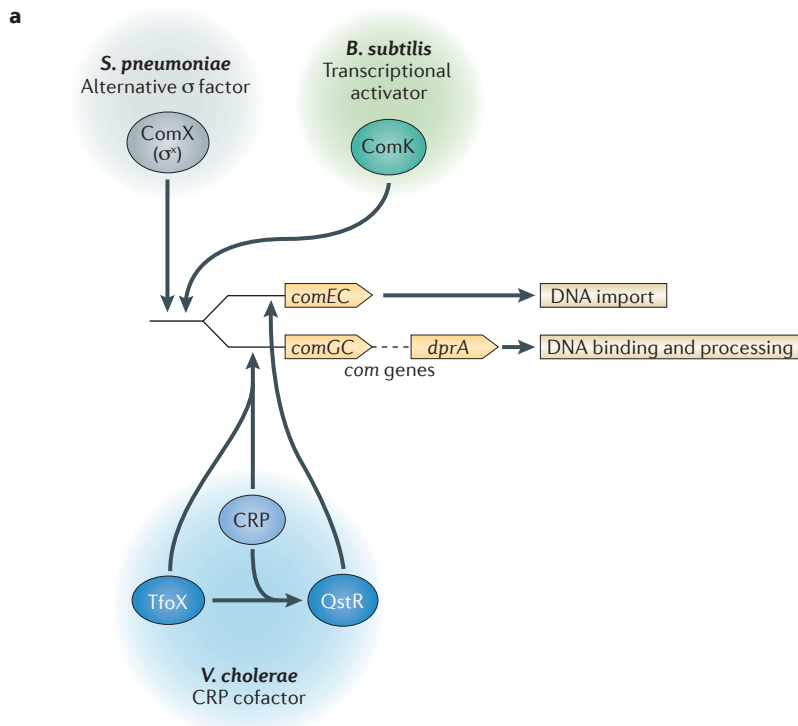 a
S. pneumoniae
Alternative σ factor
ComX
(σˣ)
B. subtilis
Transcriptional
activator
ComK
comEC
DNA import
comGC
dprA
DNA binding and processing
com genes
CRP
TfoX
QstR
V. cholerae
CRP cofactor